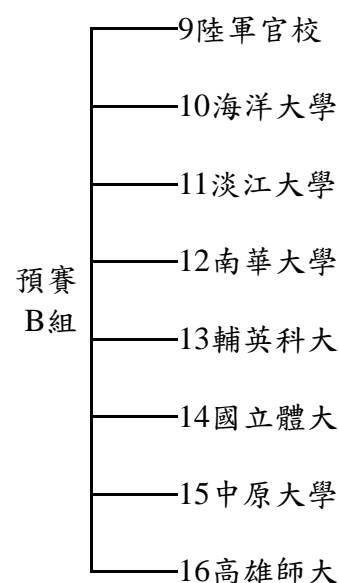 9陸軍官校
10海洋大學
11淡江大學
12南華大學
預賽
B組
13輔英科大
14國立體大
15中原大學
16高雄師大